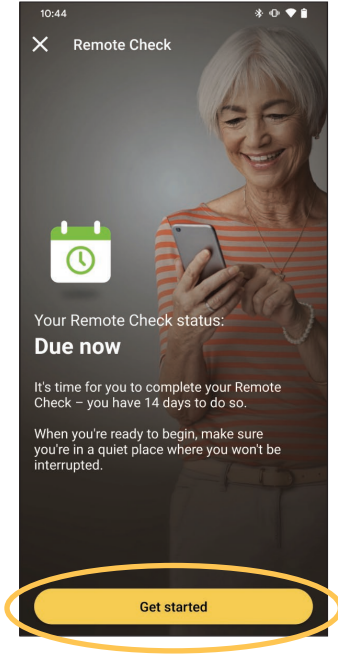 10:44
Remote Check
Your Remote Check status:
Due now
It's time for you to complete your Remote
Check – you have 14 days to do so.
When you're ready to begin, make sure
you're in a quiet place where you won't be
interrupted.
Get started